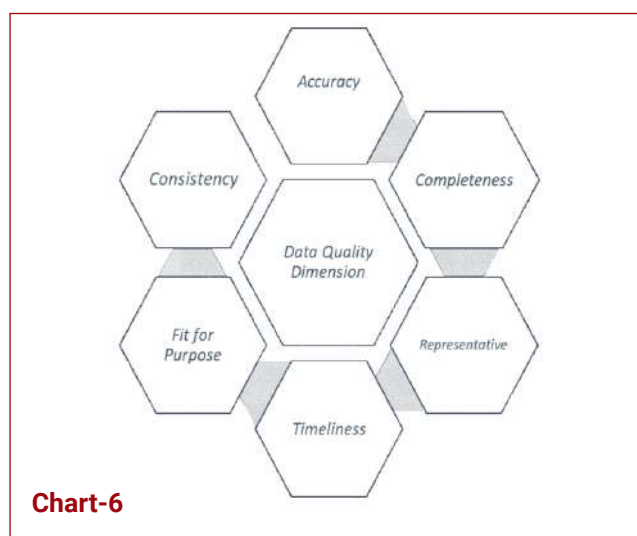 Accuracy
Consistency
Completeness
Data Quality
Dimension
Fit for
Purpose
Representative
Timeliness
Chart-6